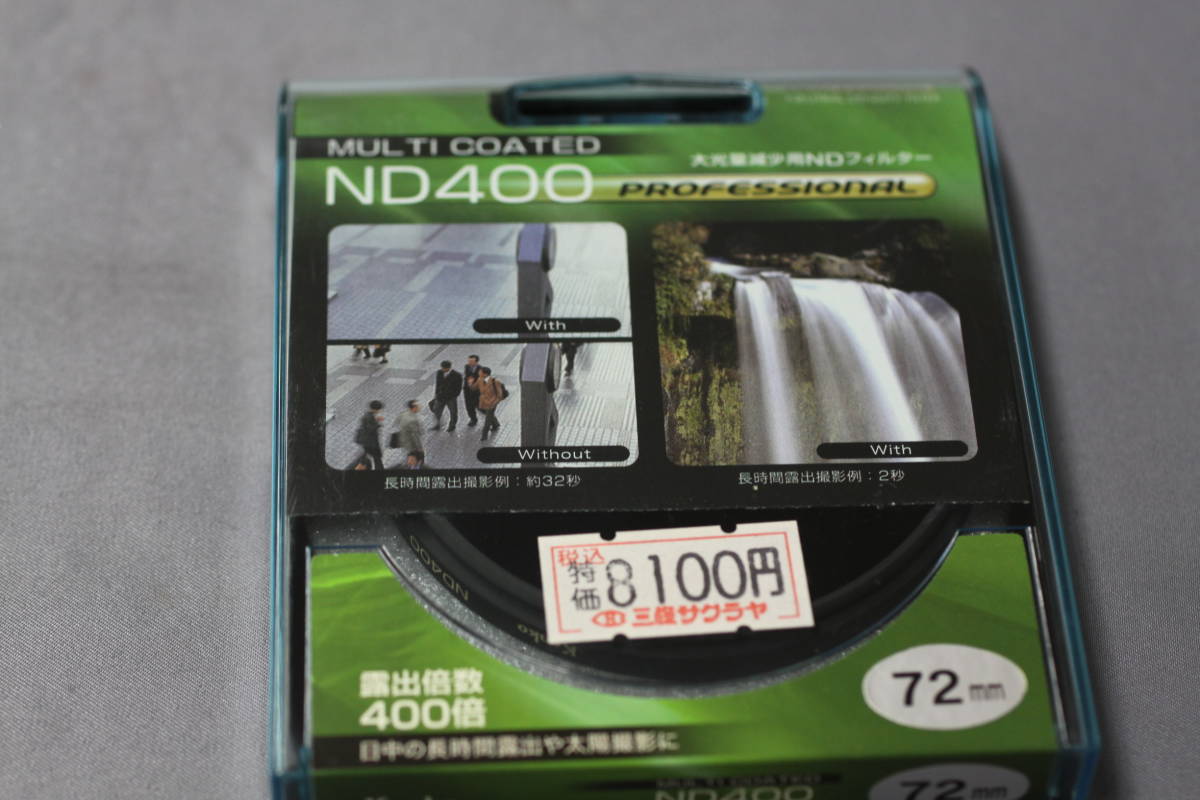 MULTI COATED
大光量減少用NDフィルター
ND400
PROFESSIONAL
With
Without
With
長時間露出撮影例：約32秒
長時間露出撮影例：2秒
ND400
税込
特価
8100円
サクラヤ
露出倍数
400倍
72mm
日中の長時間露出や太陽撮影に
MULTI COATED
ND400
72mm